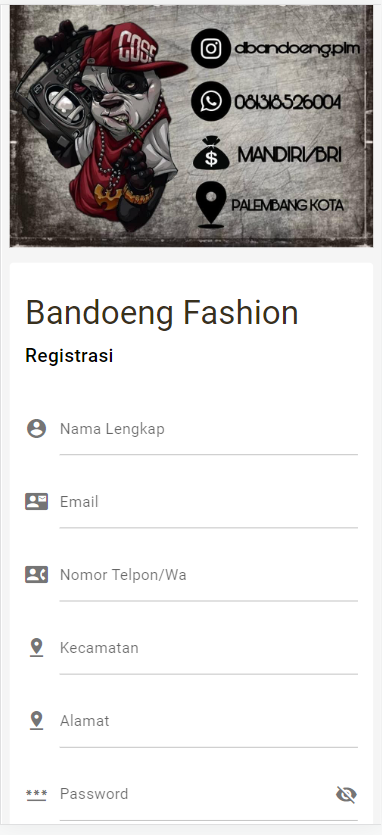 GOSE
dbandoeng.plm
081318526004
$ MANDIRI/BRI
PALEMBANG KOTA
Bandoeng Fashion
Registrasi
Nama Lengkap
Email
Nomor Telpon/Wa
Kecamatan
Alamat
*** Password